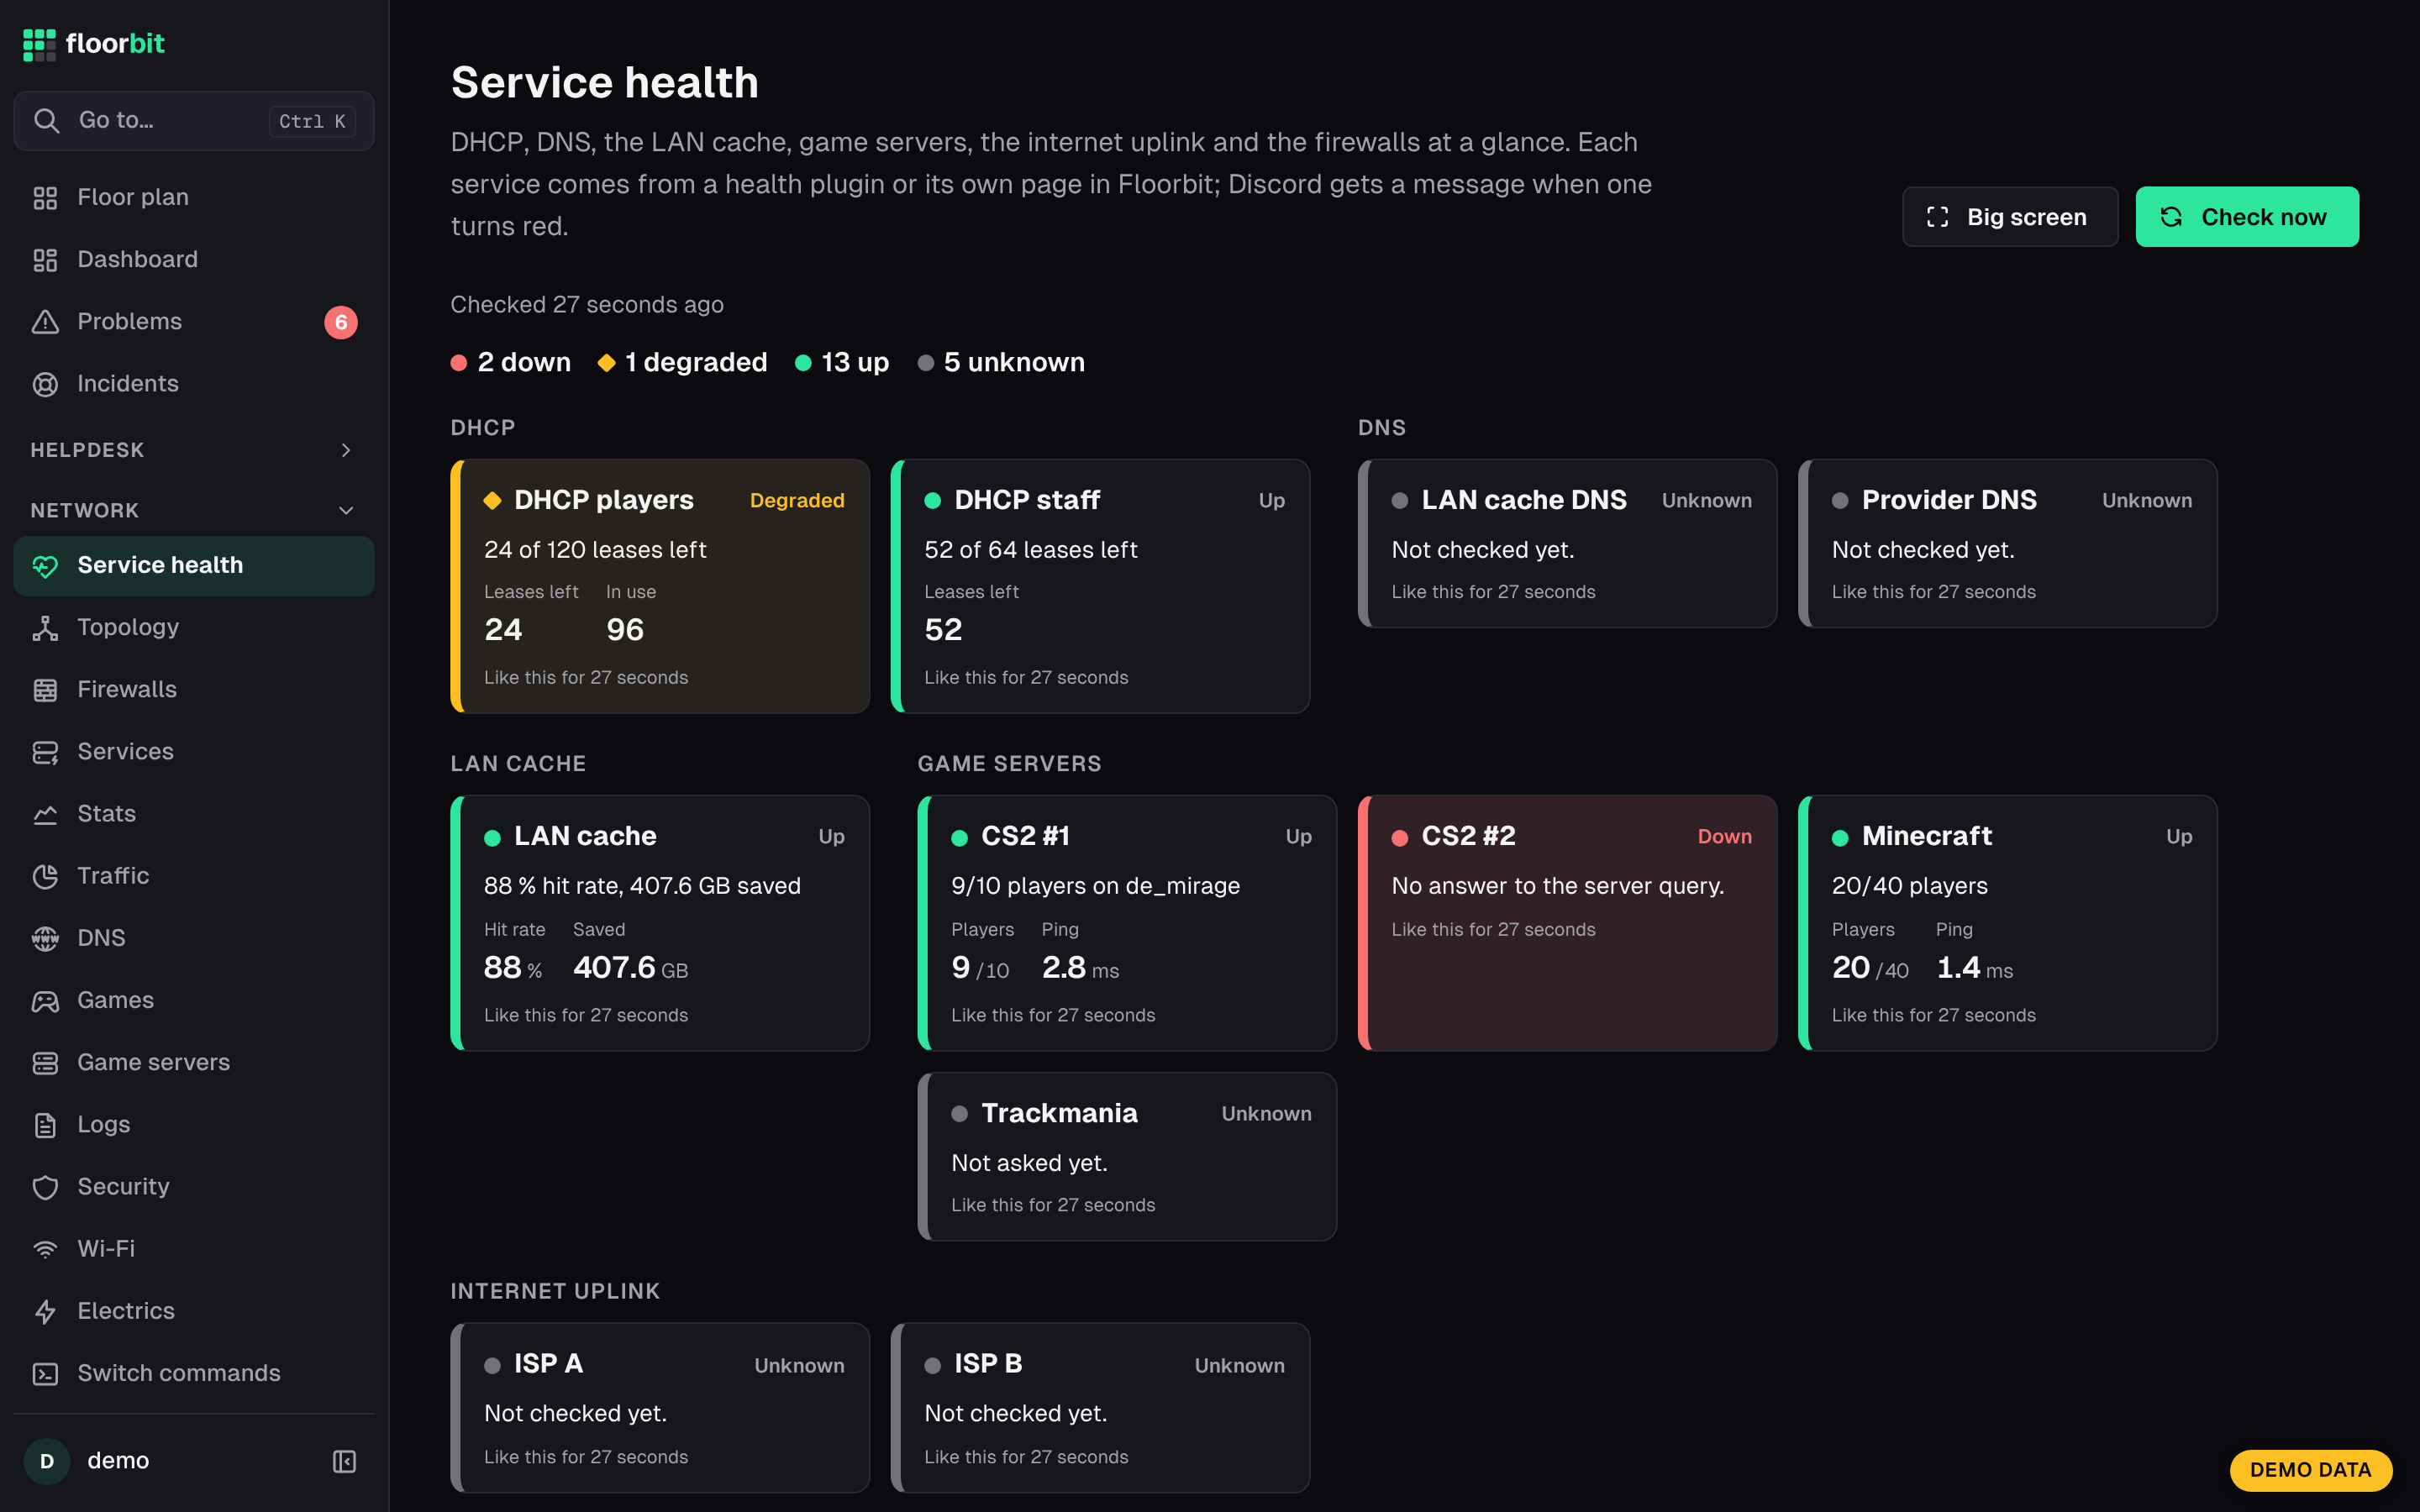 floorbit
Go to... Ctrl K
Floor plan
Dashboard
Problems 6
Incidents
HELPDESK
NETWORK
Service health
Topology
Firewalls
Services
Stats
Traffic
DNS
Games
Game servers
Logs
Security
Wi-Fi
Electrics
Switch commands
D demo
Service health
DHCP, DNS, the LAN cache, game servers, the internet uplink and the firewalls at a glance. Each
service comes from a health plugin or its own page in Floorbit; Discord gets a message when one
turns red.
Big screen
Check now
Checked 27 seconds ago
2 down 1 degraded 13 up 5 unknown
DHCP
DHCP players Degraded
24 of 120 leases left
Leases left In use
24 96
Like this for 27 seconds
DHCP staff Up
52 of 64 leases left
Leases left
52
Like this for 27 seconds
DNS
LAN cache DNS Unknown
Not checked yet.
Like this for 27 seconds
Provider DNS Unknown
Not checked yet.
Like this for 27 seconds
LAN CACHE
LAN cache Up
88 % hit rate, 407.6 GB saved
Hit rate Saved
88 % 407.6 GB
Like this for 27 seconds
GAME SERVERS
CS2 #1 Up
9/10 players on de_mirage
Players Ping
9 /10 2.8 ms
Like this for 27 seconds
CS2 #2 Down
No answer to the server query.
Like this for 27 seconds
Minecraft Up
20/40 players
Players Ping
20 /40 1.4 ms
Like this for 27 seconds
Trackmania Unknown
Not asked yet.
Like this for 27 seconds
INTERNET UPLINK
ISP A Unknown
Not checked yet.
Like this for 27 seconds
ISP B Unknown
Not checked yet.
Like this for 27 seconds
DEMO DATA